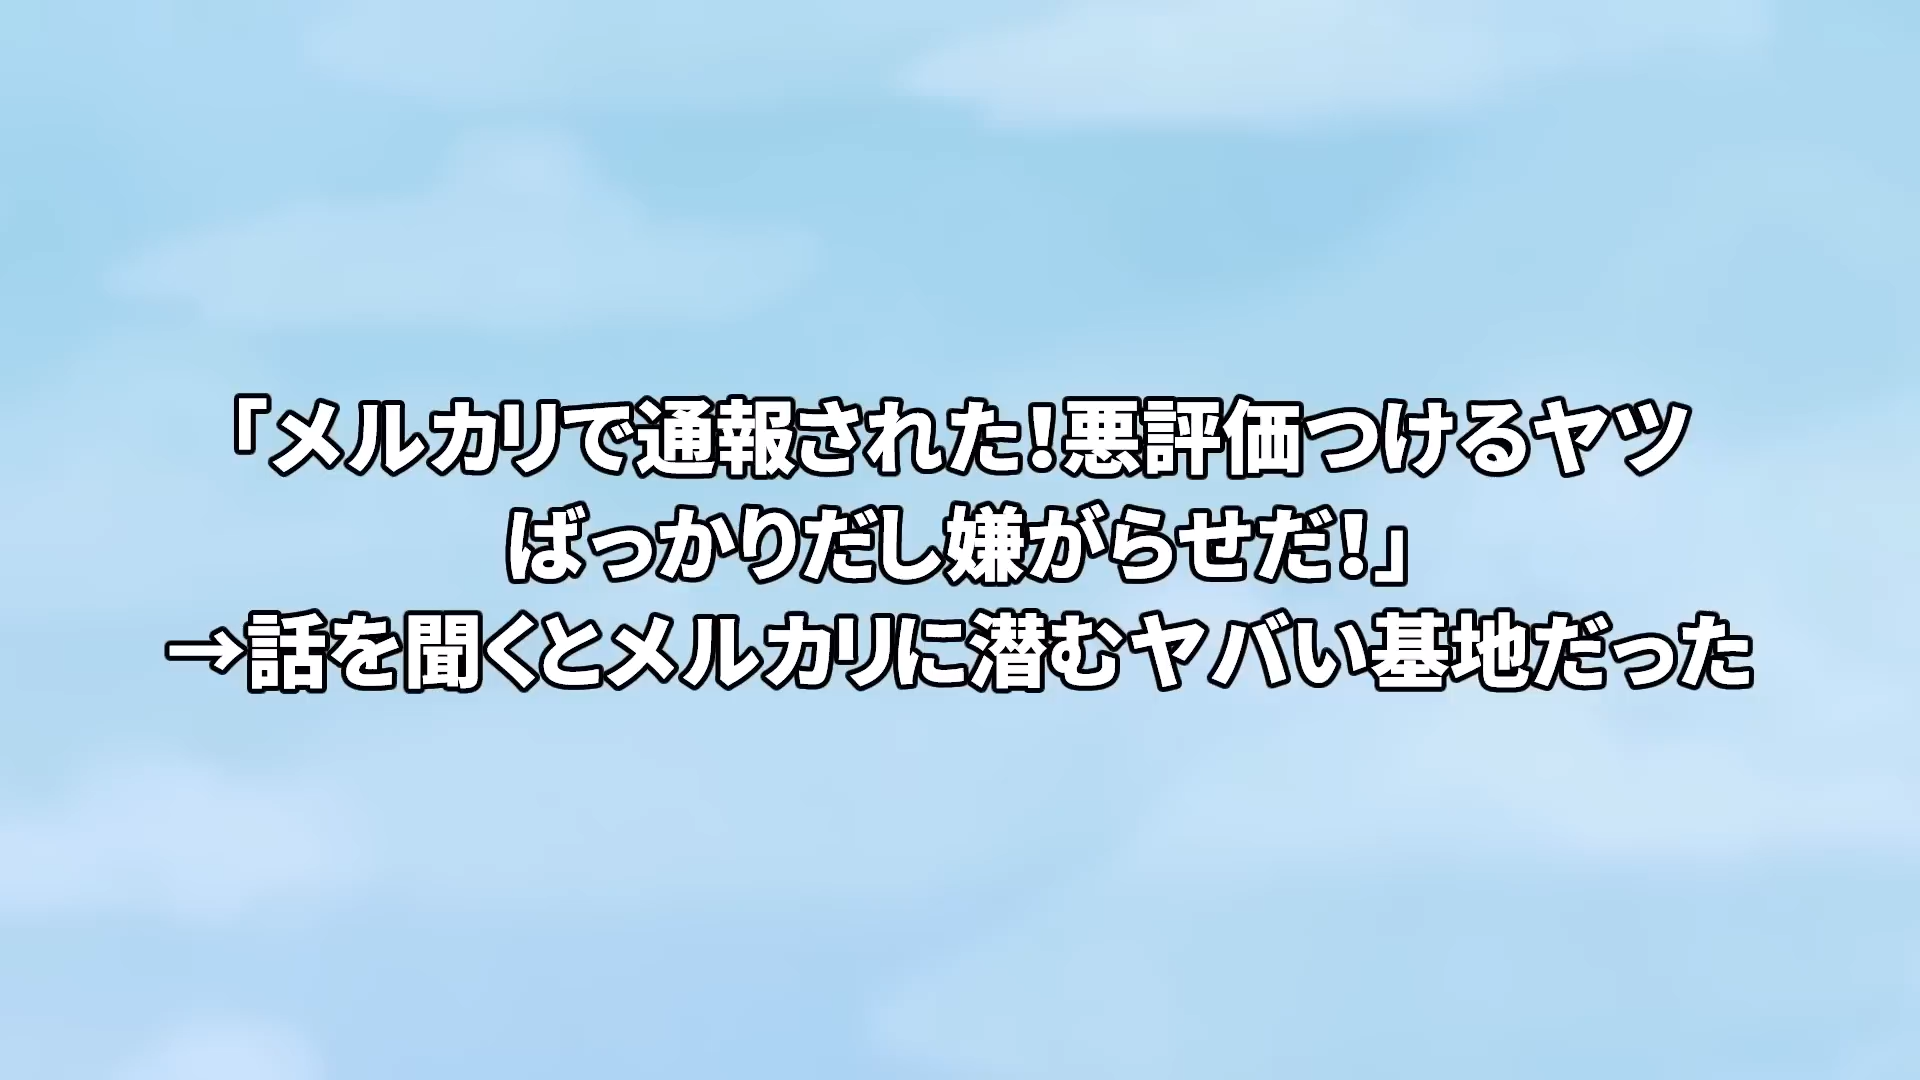 「メルカリで通報された！悪評価つけるヤツ
ばっかりだし嫌がらせだ！」
→話を聞くとメルカリに潜むヤバい基地だった